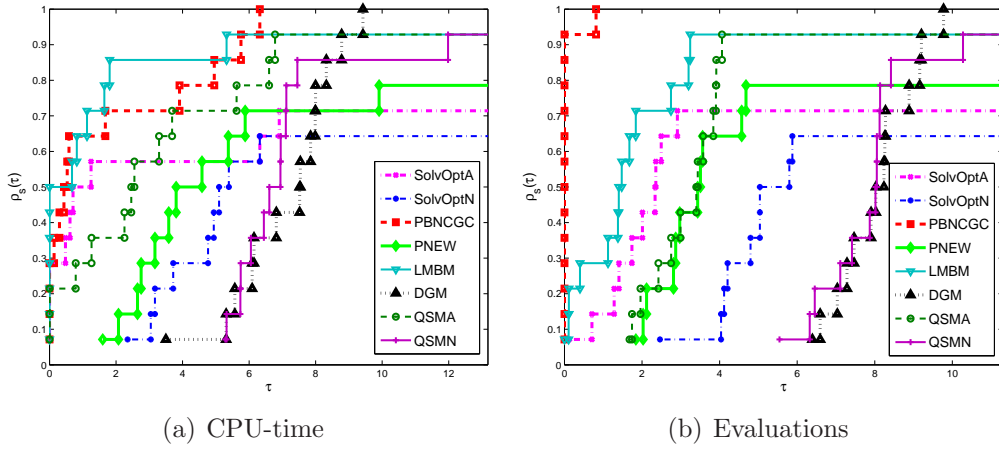 1
0.9
0.8
0.7
0.6
0.5
0.4
0.3
0.2
0.1
0
0 2 4 6 8 10 12
ρs(τ)
τ
SolvOptA
SolvOptN
PBNCGC
PNEW
LMBM
DGM
QSMA
QSMN
(a) CPU-time
1
0.9
0.8
0.7
0.6
0.5
0.4
0.3
0.2
0.1
0
0 2 4 6 8 10
ρs(τ)
τ
SolvOptA
SolvOptN
PBNCGC
PNEW
LMBM
DGM
QSMA
QSMN
(b) Evaluations